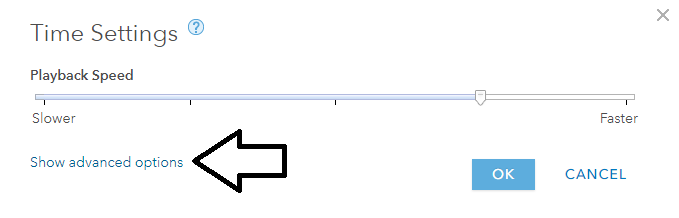 Time Settings ?
Playback Speed
Slower Faster
Show advanced options
OK CANCEL